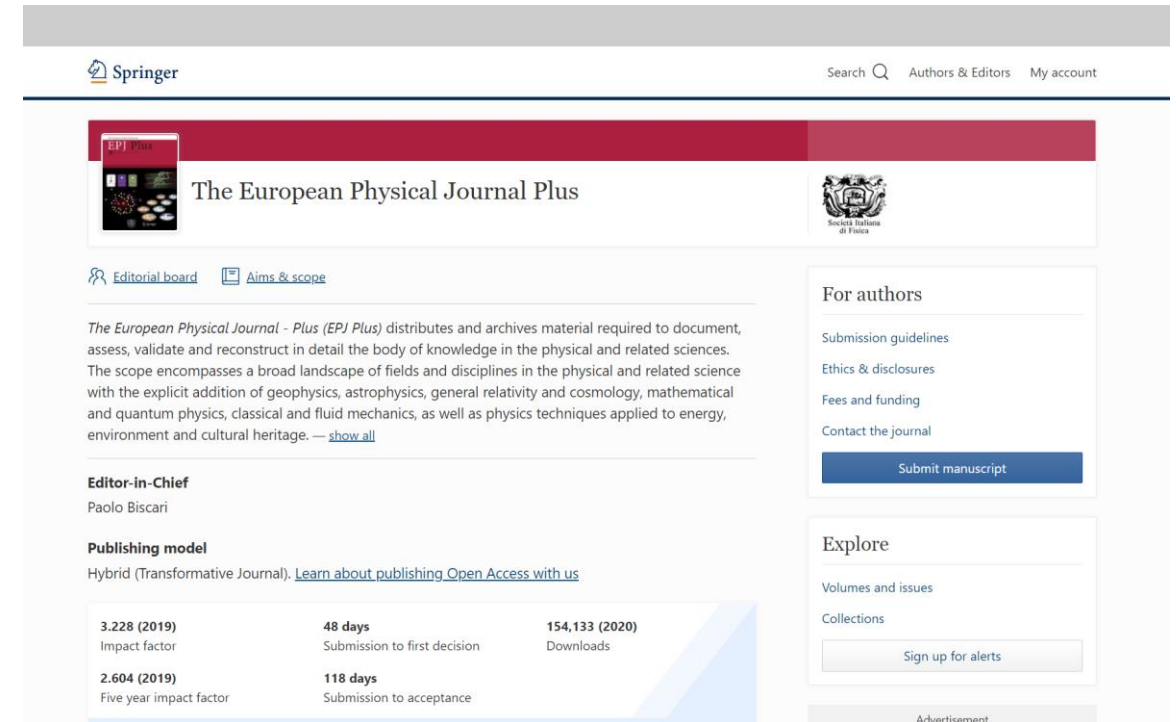 Springer
Search
Authors & Editors
My account
EPJ Plus
The European Physical Journal Plus
Società Italiana
di Fisica
Editorial board
Aims & scope
The European Physical Journal - Plus (EPJ Plus) distributes and archives material required to document,
assess, validate and reconstruct in detail the body of knowledge in the physical and related sciences.
The scope encompasses a broad landscape of fields and disciplines in the physical and related science
with the explicit addition of geophysics, astrophysics, general relativity and cosmology, mathematical
and quantum physics, classical and fluid mechanics, as well as physics techniques applied to energy,
environment and cultural heritage. — show all
Editor-in-Chief
Paolo Biscari
Publishing model
Hybrid (Transformative Journal). Learn about publishing Open Access with us
3.228 (2019)
Impact factor
48 days
Submission to first decision
154,133 (2020)
Downloads
2.604 (2019)
Five year impact factor
118 days
Submission to acceptance
For authors
Submission guidelines
Ethics & disclosures
Fees and funding
Contact the journal
Submit manuscript
Explore
Volumes and issues
Collections
Sign up for alerts
Advertisement